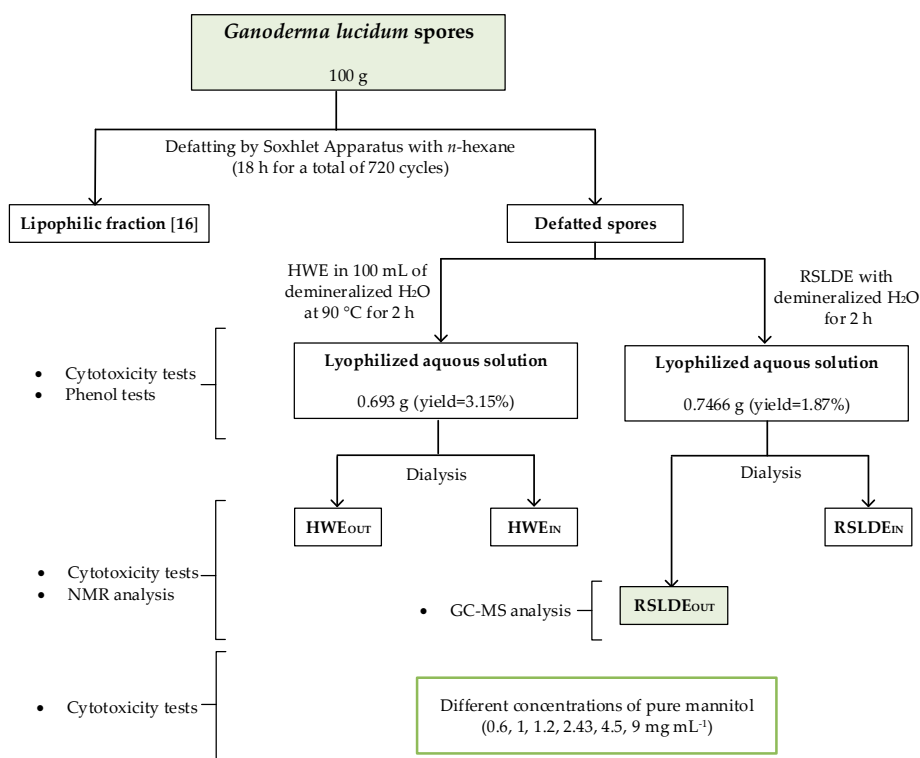 Ganoderma lucidum spores
100 g
Defatting by Soxhlet Apparatus with n-hexane
(18 h for a total of 720 cycles)
Lipophilic fraction [16]
Defatted spores
HWE in 100 mL of
demineralized H2O
at 90 °C for 2 h
RSLDE with
demineralized H2O
for 2 h
• Cytotoxicity tests
• Phenol tests
Lyophilized aquous solution
0.693 g (yield=3.15%)
Lyophilized aquous solution
0.7466 g (yield=1.87%)
Dialysis
Dialysis
HWEOUT
HWEIN
RSLDEIN
• Cytotoxicity tests
• NMR analysis
• GC-MS analysis
RSLDEOUT
• Cytotoxicity tests
Different concentrations of pure mannitol
(0.6, 1, 1.2, 2.43, 4.5, 9 mg mL-1)